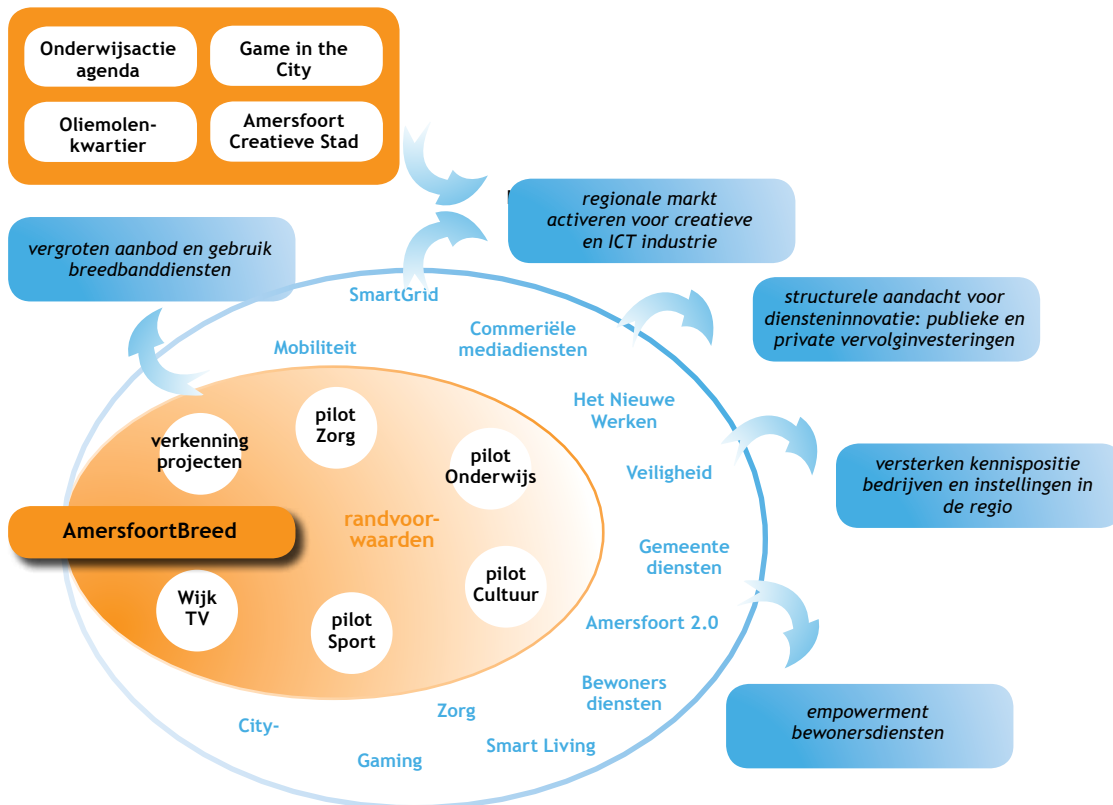 Onderwijsactie
agenda
Game in the
City
Oliemolen-
kwartier
Amersfoort
Creatieve Stad
regionale markt
activeren voor creatieve
en ICT industrie
vergroten aanbod en gebruik
breedbanddiensten
structurele aandacht voor
diensteninnovatie: publieke en
private vervolginvesteringen
SmartGrid
Commeriële
mediadiensten
Mobiliteit
Het Nieuwe
Werken
pilot
Zorg
verkenning
projecten
pilot
Onderwijs
Veiligheid
versterken kennispositie
bedrijven en instellingen in
de regio
AmersfoortBreed
randvoor-
waarden
Gemeente
diensten
pilot
Cultuur
Wijk
TV
pilot
Sport
Amersfoort 2.0
Bewoners
diensten
empowerment
bewonersdiensten
Zorg
City-
Smart Living
Gaming